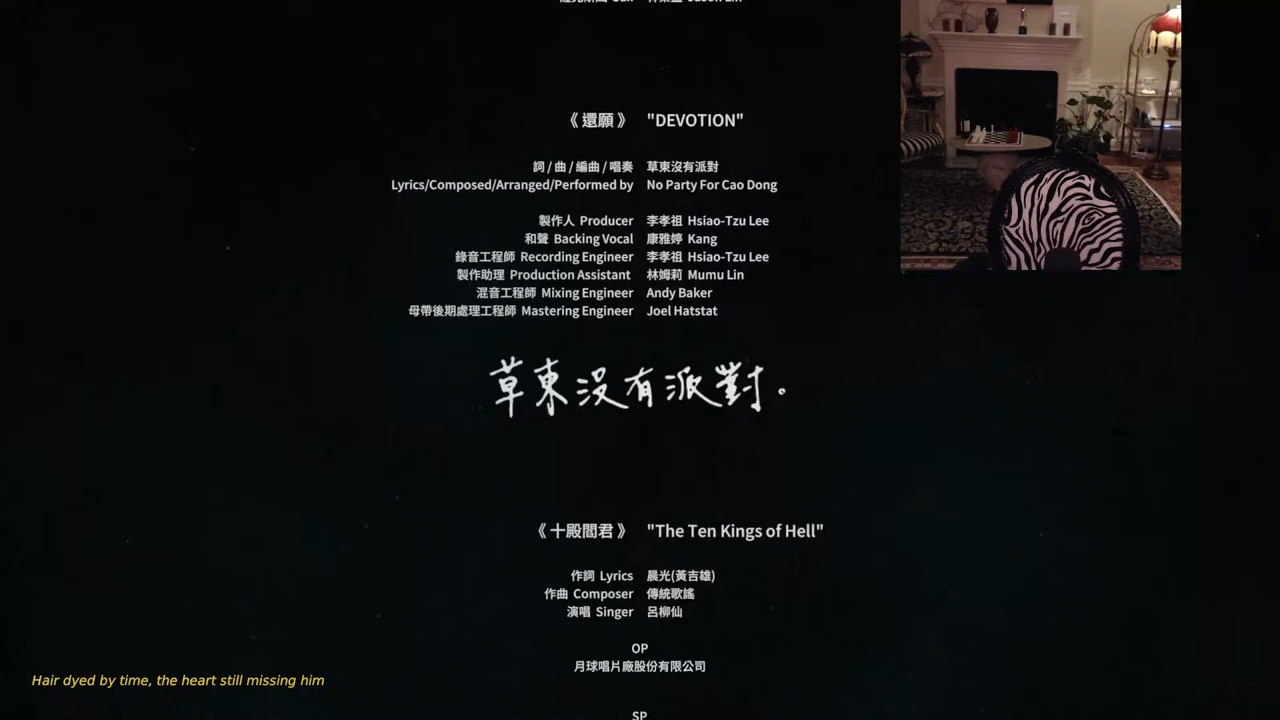 《 還願 》 "DEVOTION"
詞 / 曲 / 編曲 / 唱奏 草東沒有派對
Lyrics/Composed/Arranged/Performed by No Party For Cao Dong
製作人 Producer 李孝祖 Hsiao-Tzu Lee
和聲 Backing Vocal 康雅婷 Kang
錄音工程師 Recording Engineer 李孝祖 Hsiao-Tzu Lee
製作助理 Production Assistant 林姆莉 Mumu Lin
混音工程師 Mixing Engineer Andy Baker
母帶後期處理工程師 Mastering Engineer Joel Hatstat
草東沒有派對。
《 十殿閻君 》 "The Ten Kings of Hell"
作詞 Lyrics 晨光(黃吉雄)
作曲 Composer 傳統歌謠
演唱 Singer 呂柳仙
OP
月球唱片廠股份有限公司
Hair dyed by time, the heart still missing him
SP